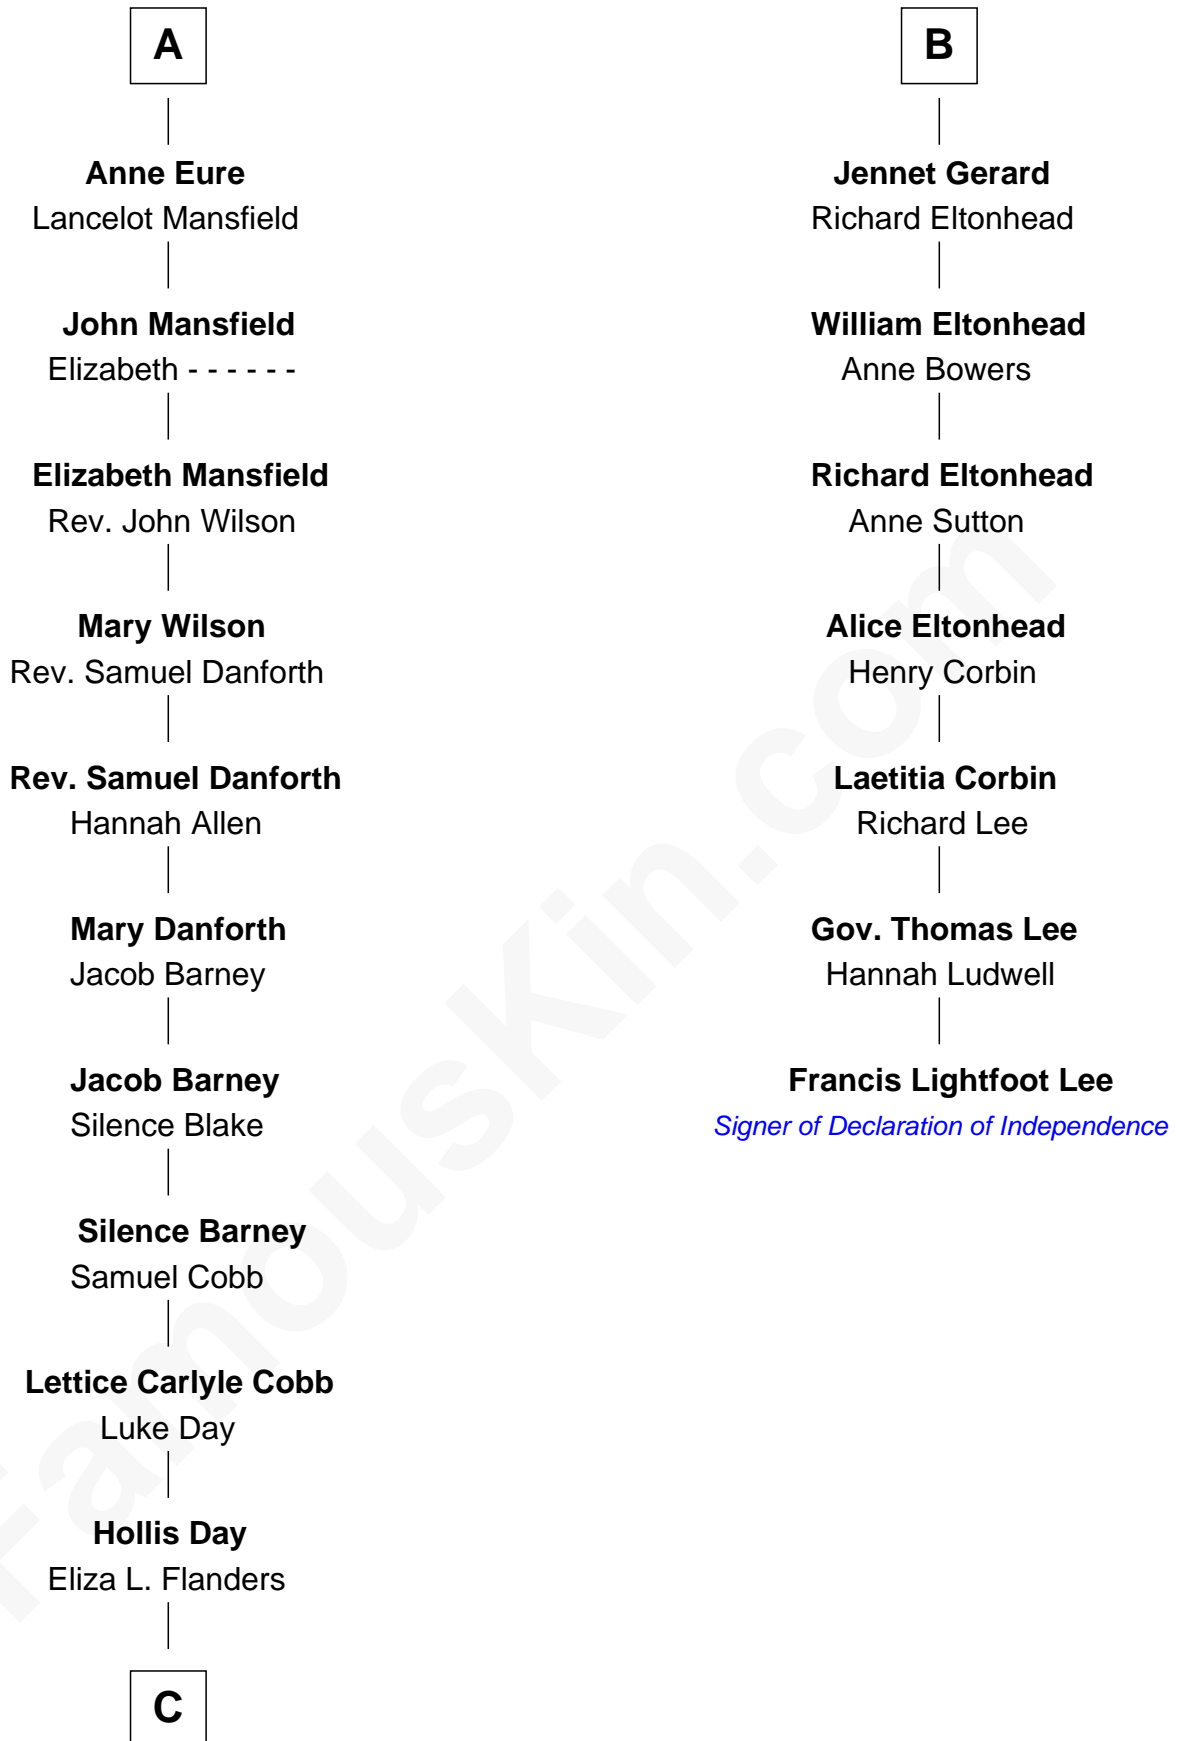 A
Anne Eure
Lancelot Mansfield
John Mansfield
Elizabeth - - - - - -
Elizabeth Mansfield
Rev. John Wilson
Mary Wilson
Rev. Samuel Danforth
Rev. Samuel Danforth
Hannah Allen
Mary Danforth
Jacob Barney
Jacob Barney
Silence Blake
Silence Barney
Samuel Cobb
Lettice Carlyle Cobb
Luke Day
Hollis Day
Eliza L. Flanders
C
B
Jennet Gerard
Richard Eltonhead
William Eltonhead
Anne Bowers
Richard Eltonhead
Anne Sutton
Alice Eltonhead
Henry Corbin
Laetitia Corbin
Richard Lee
Gov. Thomas Lee
Hannah Ludwell
Francis Lightfoot Lee
Signer of Declaration of Independence
FamousKin.com